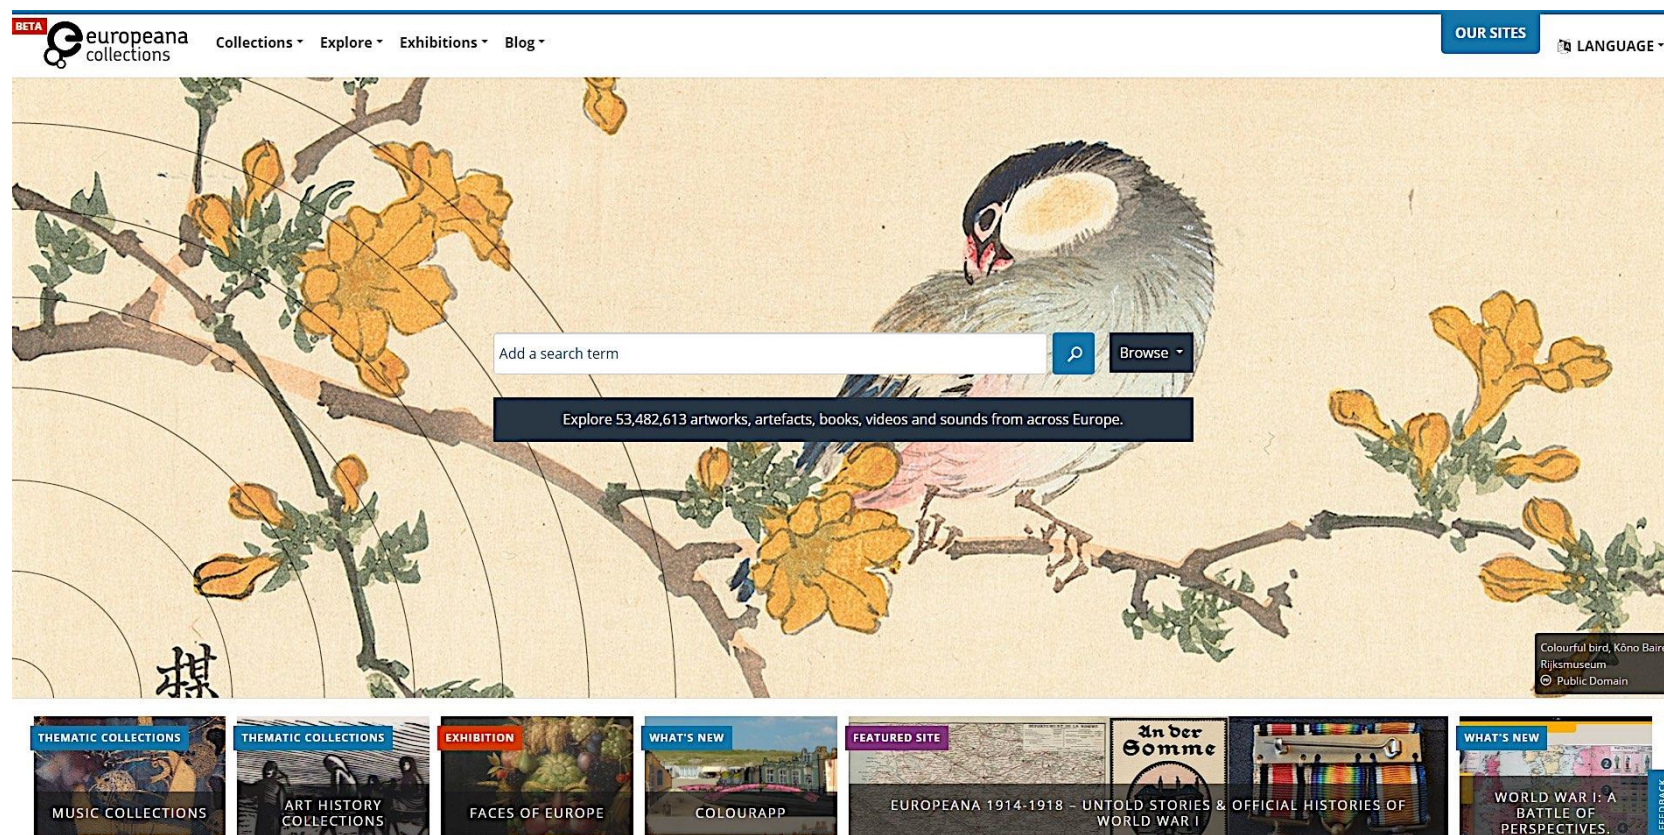 BETA
europeana
collections
Collections
Explore
Exhibitions
Blog
OUR SITES
LANGUAGE
Add a search term
Browse
Explore 53,482,613 artworks, artefacts, books, videos and sounds from across Europe.
Colourful bird, Kôno Baire
Rijksmuseum
Public Domain
THEMATIC COLLECTIONS
MUSIC COLLECTIONS
THEMATIC COLLECTIONS
ART HISTORY
COLLECTIONS
EXHIBITION
FACES OF EUROPE
WHAT'S NEW
COLOURAPP
FEATURED SITE
An der
Somme
EUROPEANA 1914-1918 – UNTOLD STORIES & OFFICIAL HISTORIES OF
WORLD WAR I
WHAT'S NEW
WORLD WAR I: A
BATTLE OF
PERSPECTIVES.
FEEDBACK